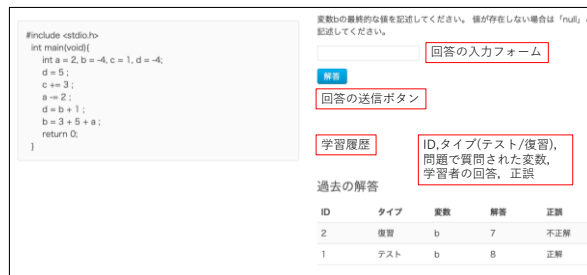 #include <stdio.h>
int main(void){
int a = 2, b = -4, c = 1, d = -4;
d = 5 ;
c += 3 ;
a -= 2 ;
d = b + 1 ;
b = 3 + 5 + a ;
return 0;
}
変数bの最終的な値を記述してください。 値が存在しない場合は「null」
記述してください。
回答の入力フォーム
解答
回答の送信ボタン
学習履歴
ID,タイプ(テスト/復習),
問題で質問された変数,
学習者の回答, 正誤
過去の解答
ID タイプ 変数 解答 正誤
2 復習 b 7 不正解
1 テスト b 8 正解